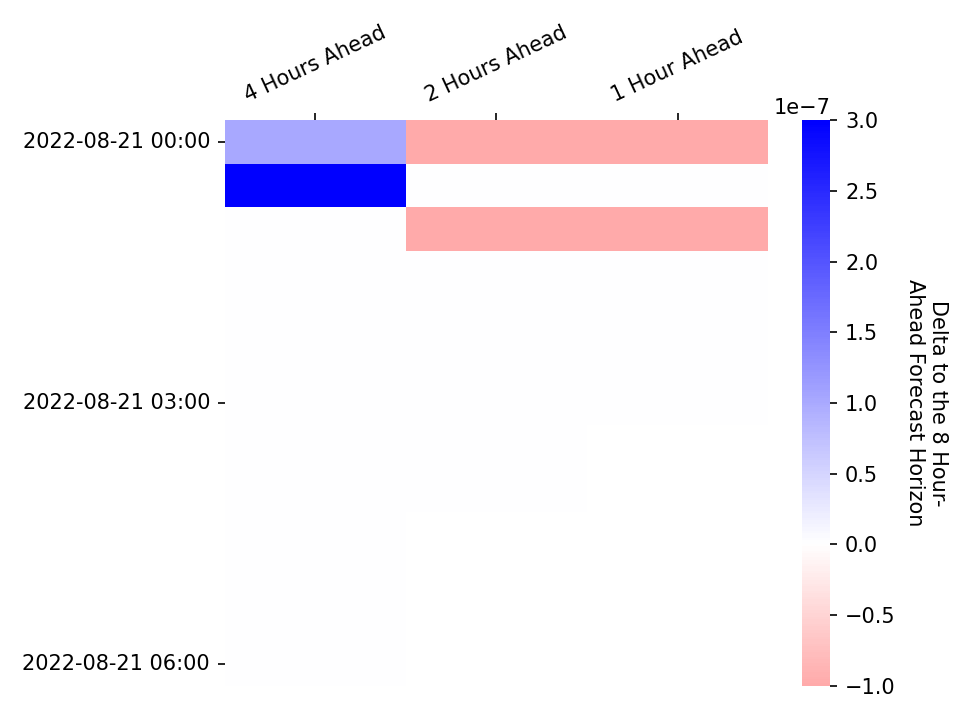 4 Hours Ahead
2 Hours Ahead
1 Hour Ahead
1e−7
2022-08-21 00:00
2022-08-21 03:00
2022-08-21 06:00
3.0
2.5
2.0
1.5
1.0
0.5
0.0
−0.5
−1.0
Delta to the 8 Hour-
Ahead Forecast Horizon